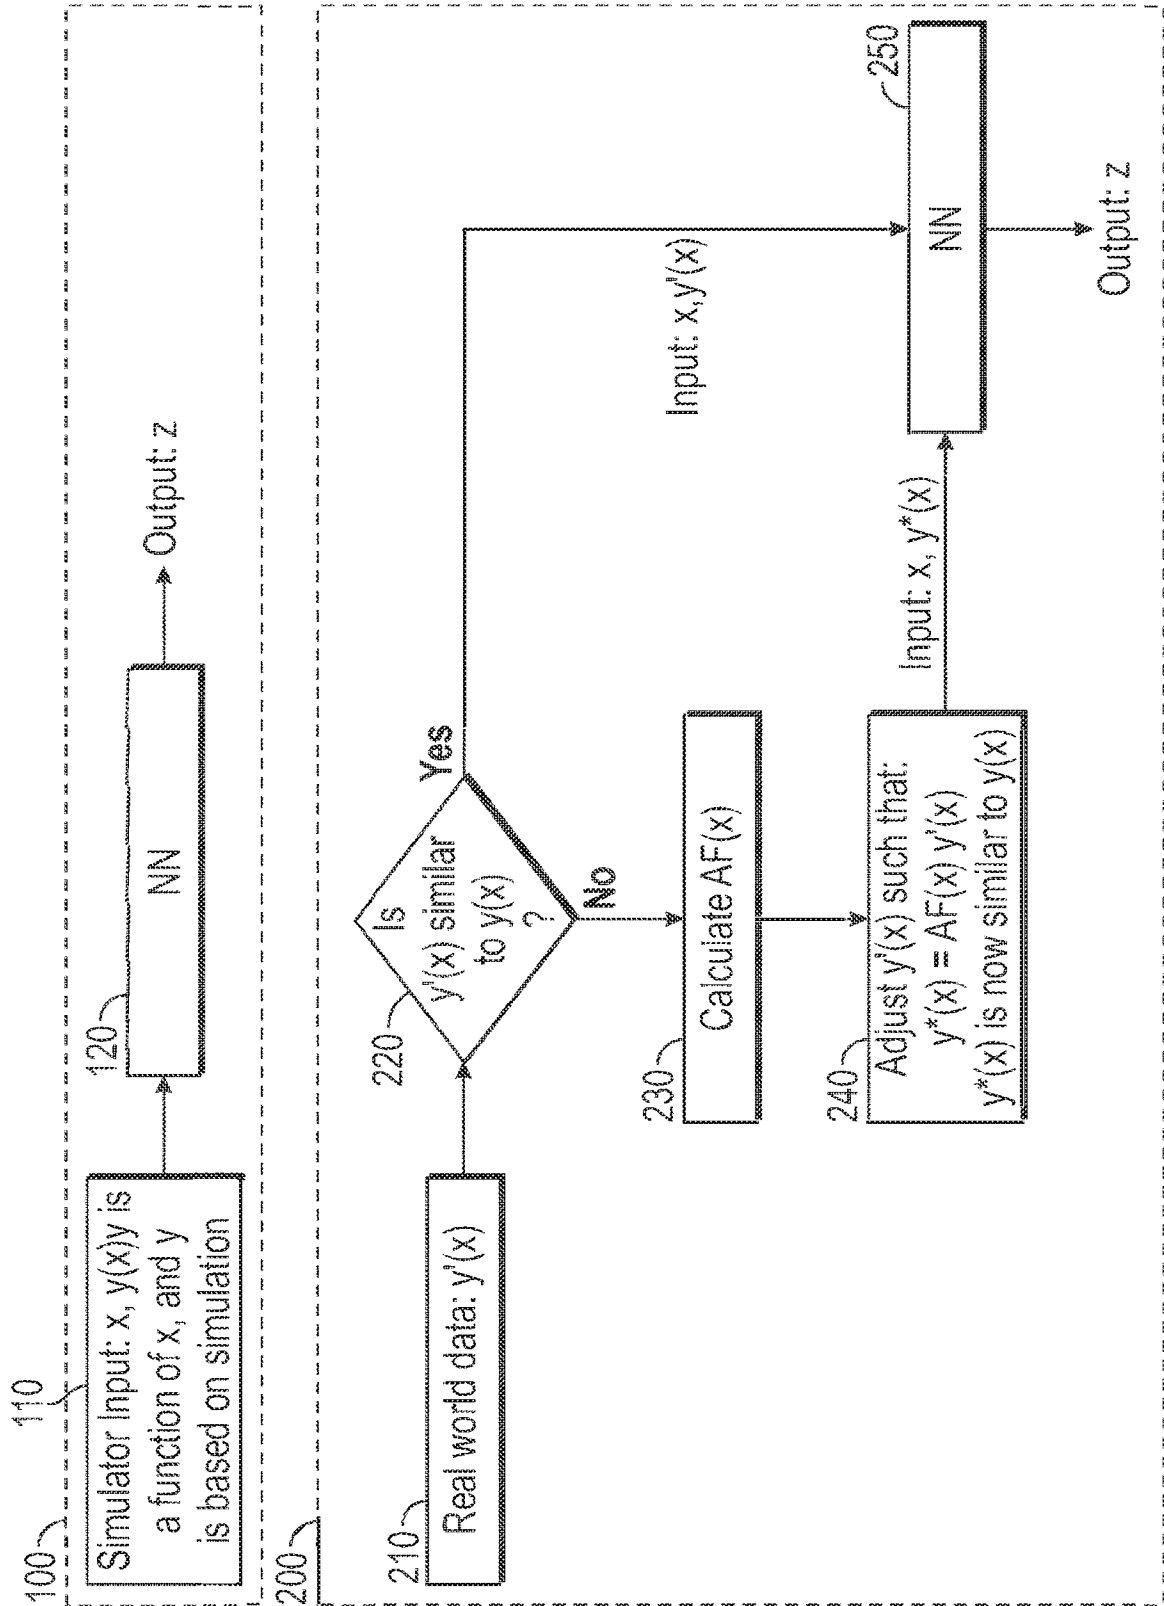 100
110
Simulator Input: x, y(x)y is
a function of x, and y
is based on simulation
120
NN
Output: z
200
210
Real world data: y'(x)
220
Is
y'(x) similar
to y(x)
?
Yes
No
230
Calculate AF(x)
240
Adjust y'(x) such that:
y*(x) = AF(x) y'(x)
y*(x) is now similar to y(x)
Input: x, y*(x)
Input: x,y'(x)
250
NN
Output: z